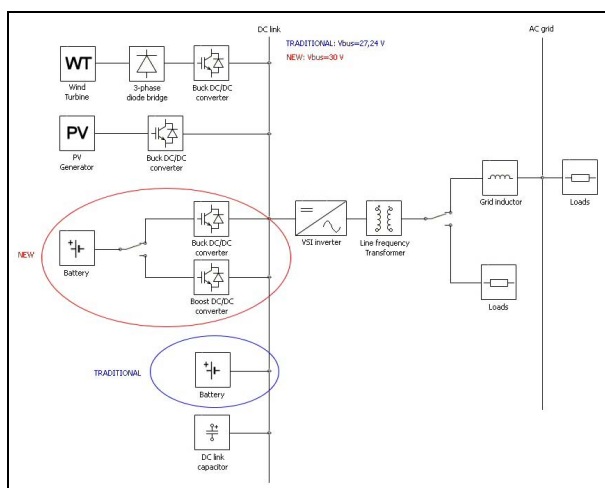 DC link
AC grid
TRADITIONAL: Vbus=27,24 V
NEW: Vbus=30 V
WT
Wind
Turbine
3-phase
diode bridge
Buck DC/DC
converter
PV
PV
Generator
Buck DC/DC
converter
Grid inductor
Loads
NEW
Battery
Buck DC/DC
converter
VSI inverter
Line frequency
Transformer
Boost DC/DC
converter
Loads
TRADITIONAL
Battery
DC link
capacitor